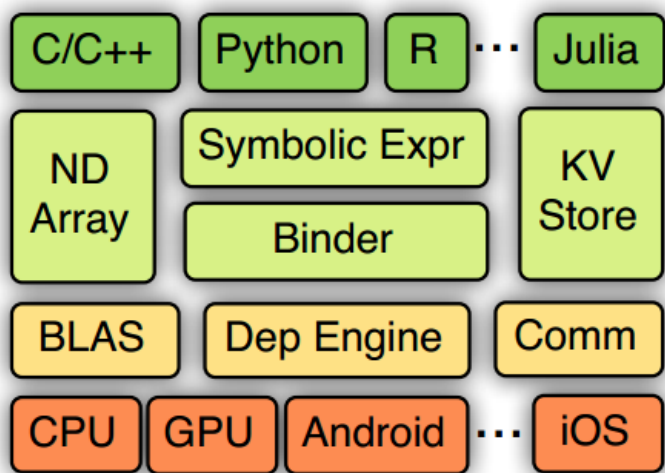 C/C++ Python R ... Julia
ND Array
Symbolic Expr
Binder
KV Store
BLAS Dep Engine Comm
CPU GPU Android ... iOS